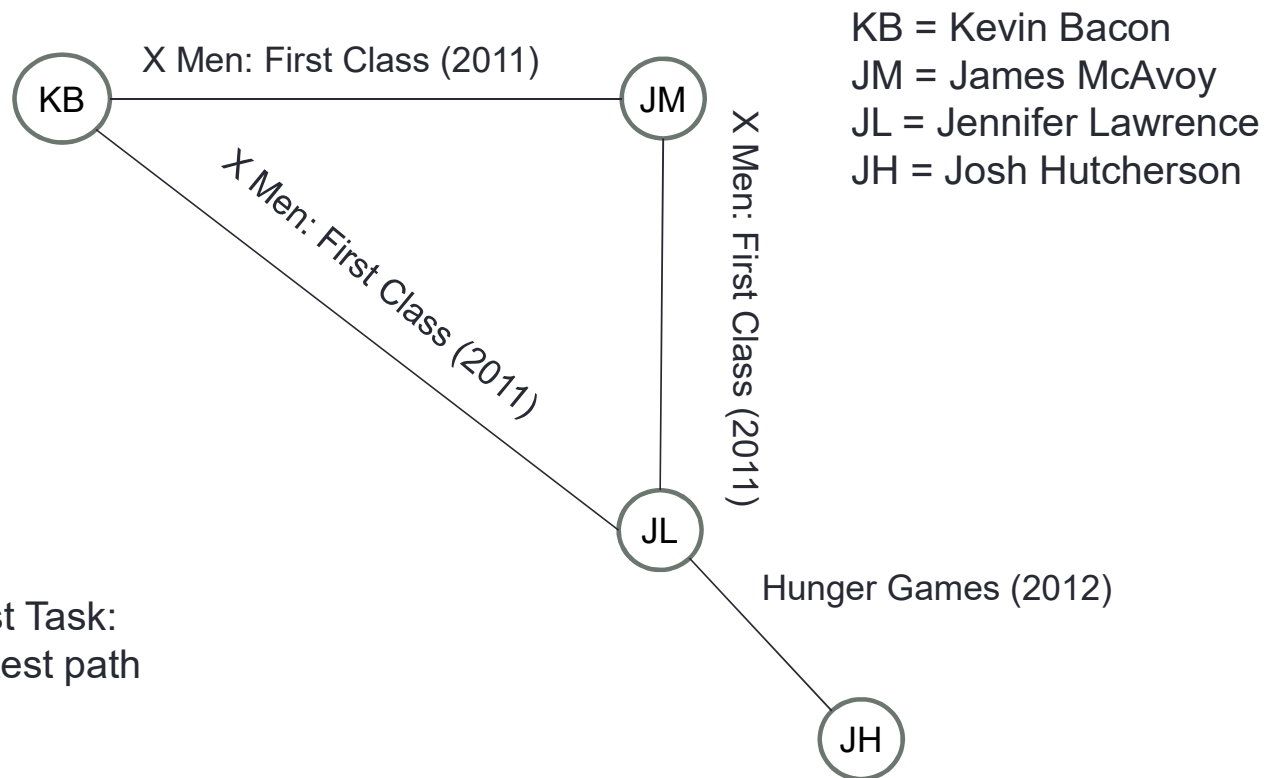 KB = Kevin Bacon
JM = James McAvoy
JL = Jennifer Lawrence
JH = Josh Hutcherson
X Men: First Class (2011)
KB
JM
X Men: First Class (2011)
X Men: First Class (2011)
JL
Hunger Games (2012)
st Task:
est path
JH